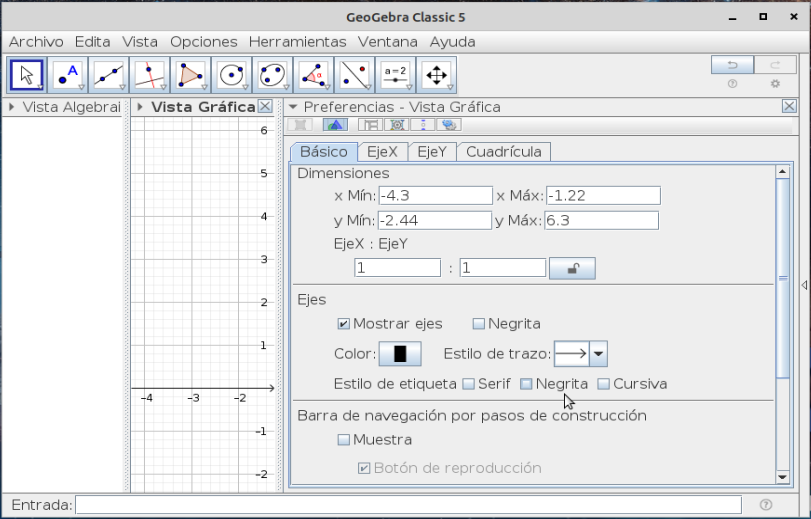 GeoGebra Classic 5
Archivo Edita Vista Opciones Herramientas Ventana Ayuda
A a=2
Vista Algebrai Vista Gráfica Preferencias - Vista Gráfica
Básico EjeX EjeY Cuadrícula
Dimensiones
x Mín: -4.3 x Máx: -1.22
y Mín: -2.44 y Máx: 6.3
EjeX : EjeY
1 : 1
Ejes
Mostrar ejes Negrita
Color: Estilo de trazo:
Estilo de etiqueta Serif Negrita Cursiva
Barra de navegación por pasos de construcción
Muestra
Botón de reproducción
6
5
4
3
2
1
-4 -3 -2
-1
-2
Entrada: